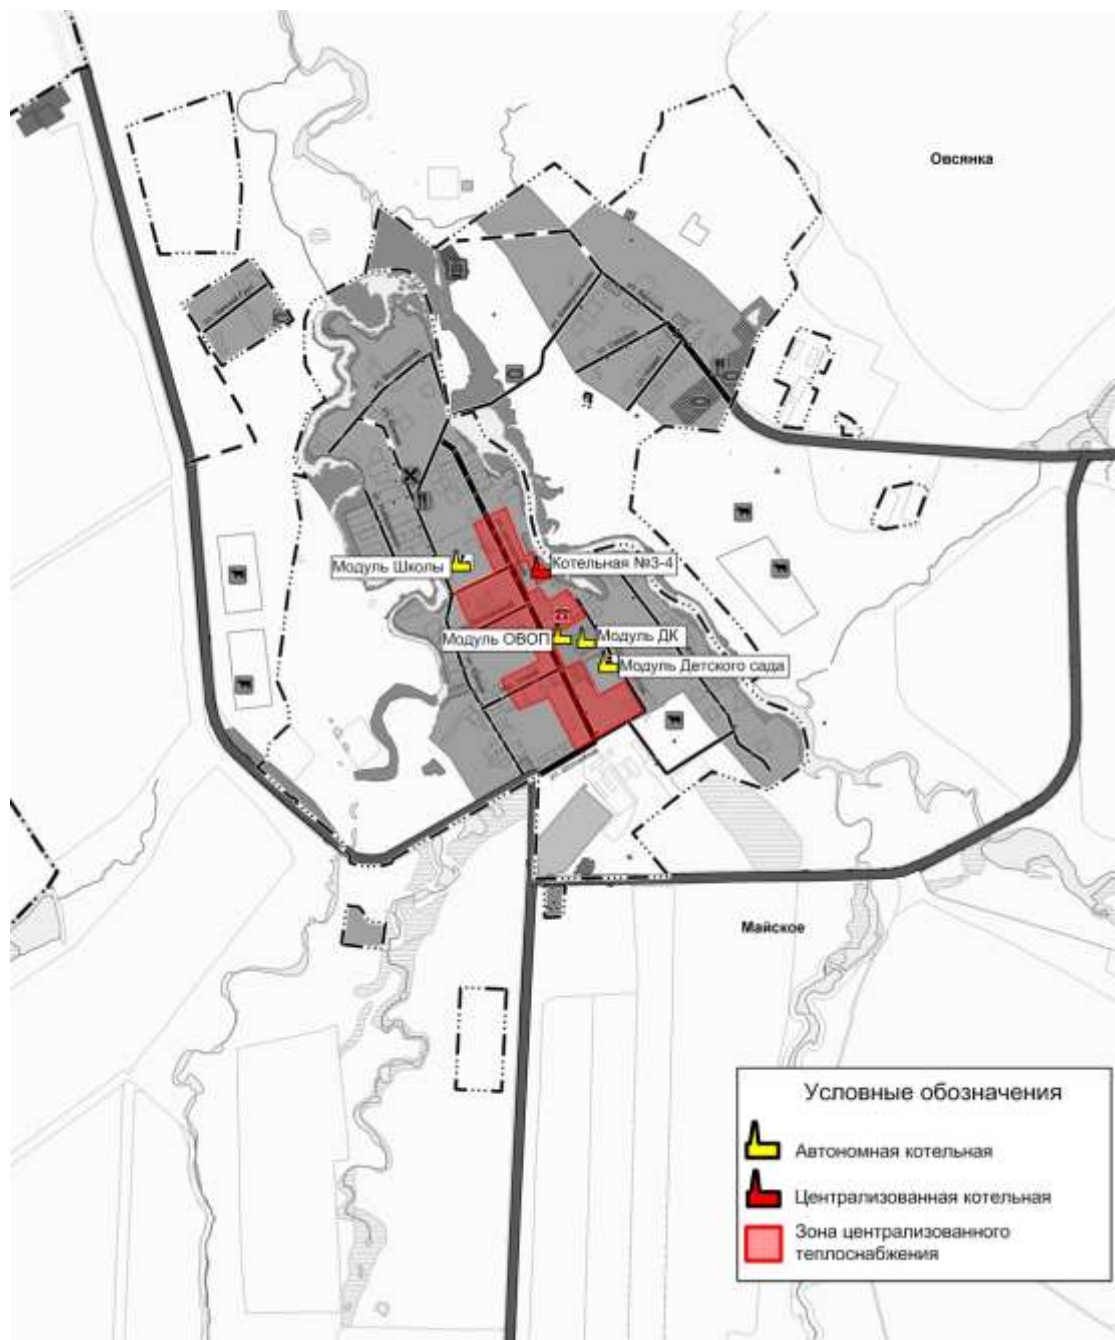 Овсянка
Модуль Школы
Котельная №3-4
Модуль ОВОП
Модуль ДК
Модуль Детского сада
Майское
Условные обозначения
Автономная котельная
Централизованная котельная
Зона централизованного
теплоснабжения